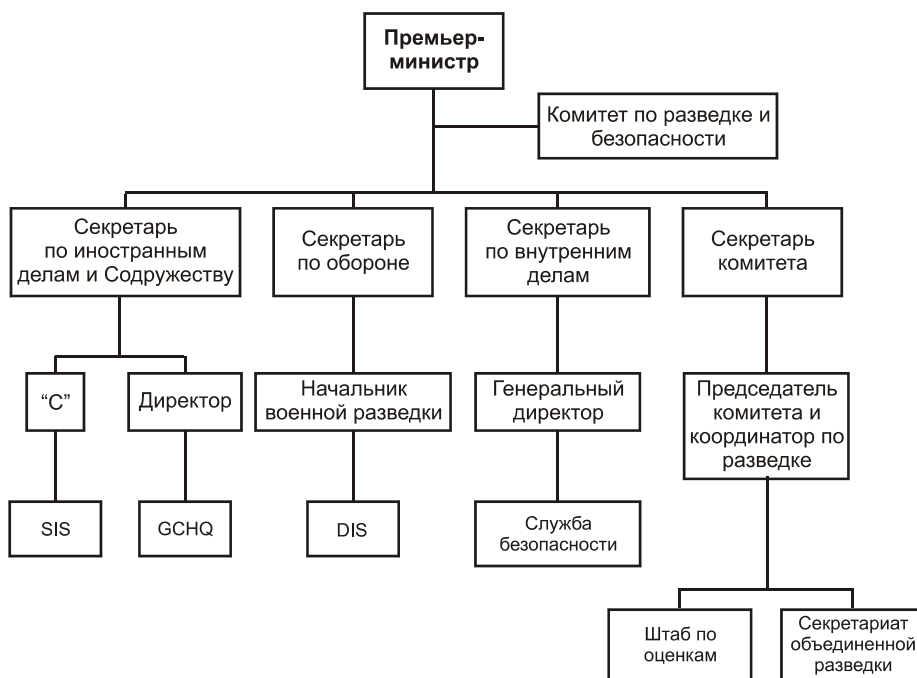 Премьер-
министр
Комитет по разведке и
безопасности
Секретарь
по иностранным
делам и Содружеству
Секретарь
по обороне
Секретарь
по внутренним
делам
Секретарь
комитета
“С”
Директор
Начальник
военной разведки
Генеральный
директор
Председатель
комитета и
координатор по
разведке
SIS
GCHQ
DIS
Служба
безопасности
Штаб по
оценкам
Секретариат
объединенной
разведки